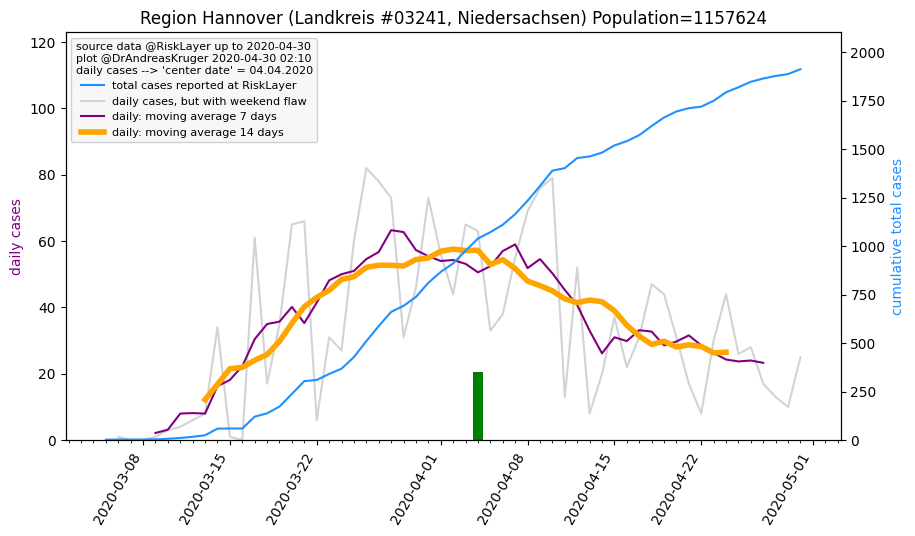 Region Hannover (Landkreis #03241, Niedersachsen) Population=1157624
source data @RiskLayer up to 2020-04-30
plot @DrAndreasKruger 2020-04-30 02:10
daily cases --> 'center date' = 04.04.2020
total cases reported at RiskLayer
daily cases, but with weekend flaw
daily: moving average 7 days
daily: moving average 14 days
daily cases
120
100
80
60
40
20
0
cumulative total cases
2000
1750
1500
1250
1000
750
500
250
0
2020-03-08
2020-03-15
2020-03-22
2020-04-01
2020-04-08
2020-04-15
2020-04-22
2020-05-01